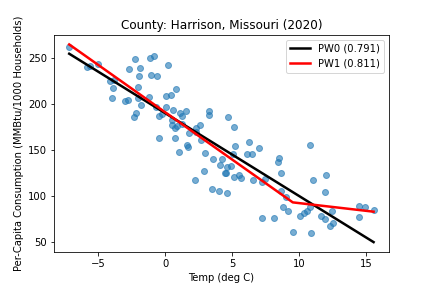 County: Harrison, Missouri (2020)
PW0 (0.791)
PW1 (0.811)
Per-Capita Consumption (MMBtu/1000 Households)
250
200
150
100
50
−5
0
5
10
15
Temp (deg C)